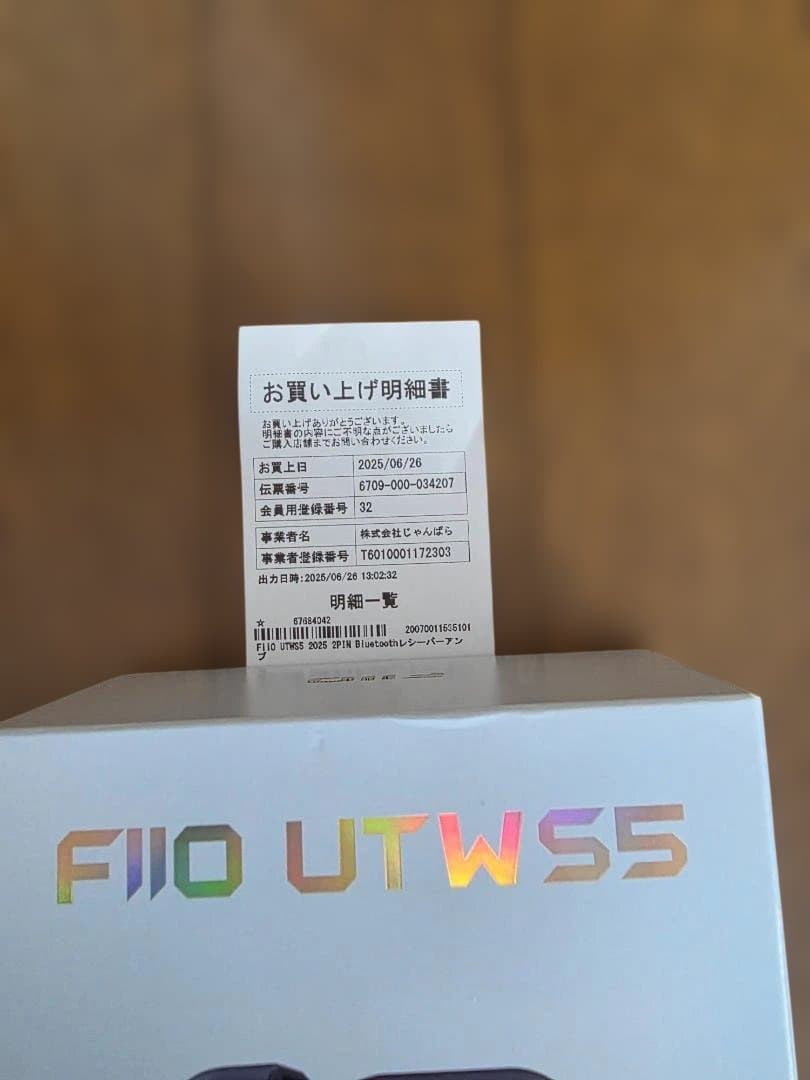 お買い上げ明細書
お買い上げありがとうございます。
明細書の内容にご不明な点がございましたら
ご購入店舗までお問い合わせください。
お買上日 2025/06/26
伝票番号 6709-000-034207
会員用登録番号 32
事業者名 株式会社じゃんぱら
事業者登録番号 T6010001172303
出力日時:2025/06/26 13:02:32
明細一覧
☆ 67684042
20070011535101
FIIO UTWS5 2025 2PIN Bluetoothレシーバーアン
プ
FIIO UTWS5